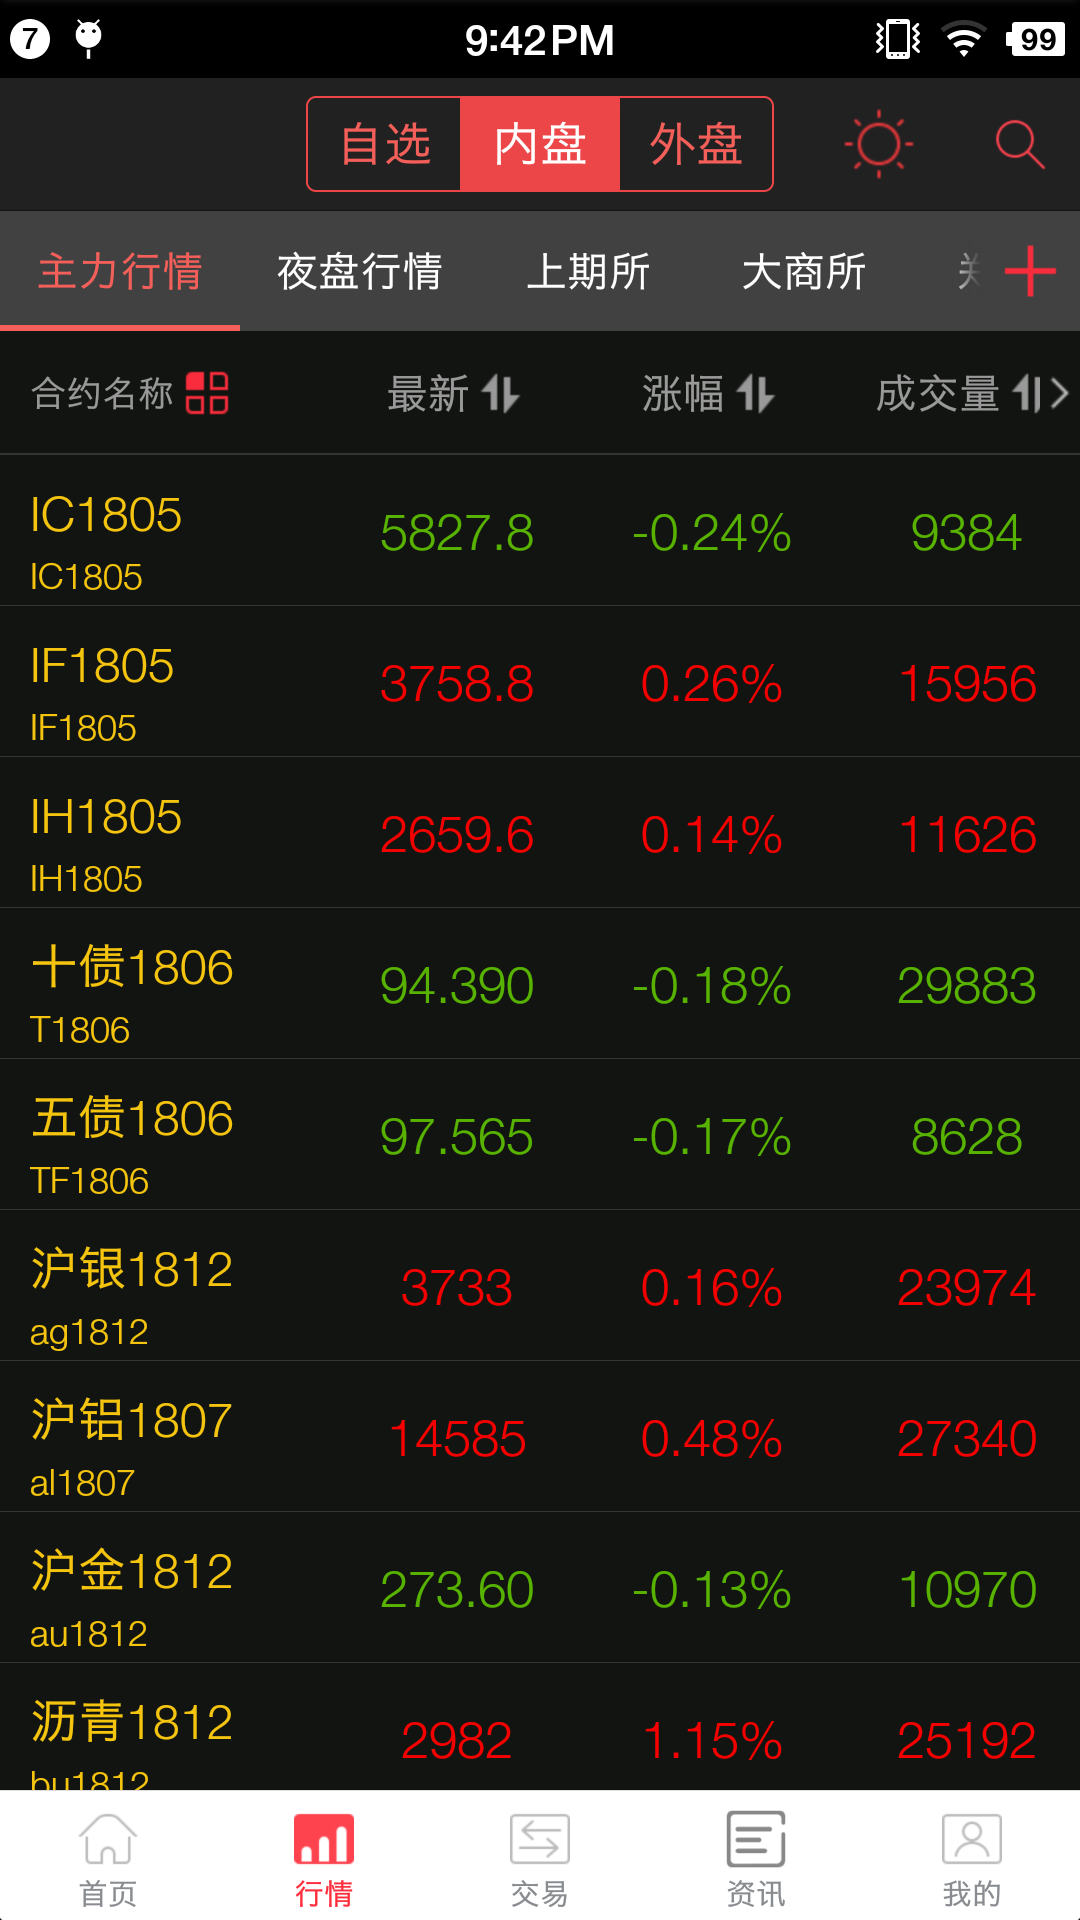 7 9:42PM 99
自选 内盘 外盘
主力行情 夜盘行情 上期所 大商所
合约名称 最新 涨幅 成交量
IC1805 5827.8 -0.24% 9384
IC1805
IF1805 3758.8 0.26% 15956
IF1805
IH1805 2659.6 0.14% 11626
IH1805
十债1806 94.390 -0.18% 29883
T1806
五债1806 97.565 -0.17% 8628
TF1806
沪银1812 3733 0.16% 23974
ag1812
沪铝1807 14585 0.48% 27340
al1807
沪金1812 273.60 -0.13% 10970
au1812
沥青1812 2982 1.15% 25192
bu1812
首页 行情 交易 资讯 我的